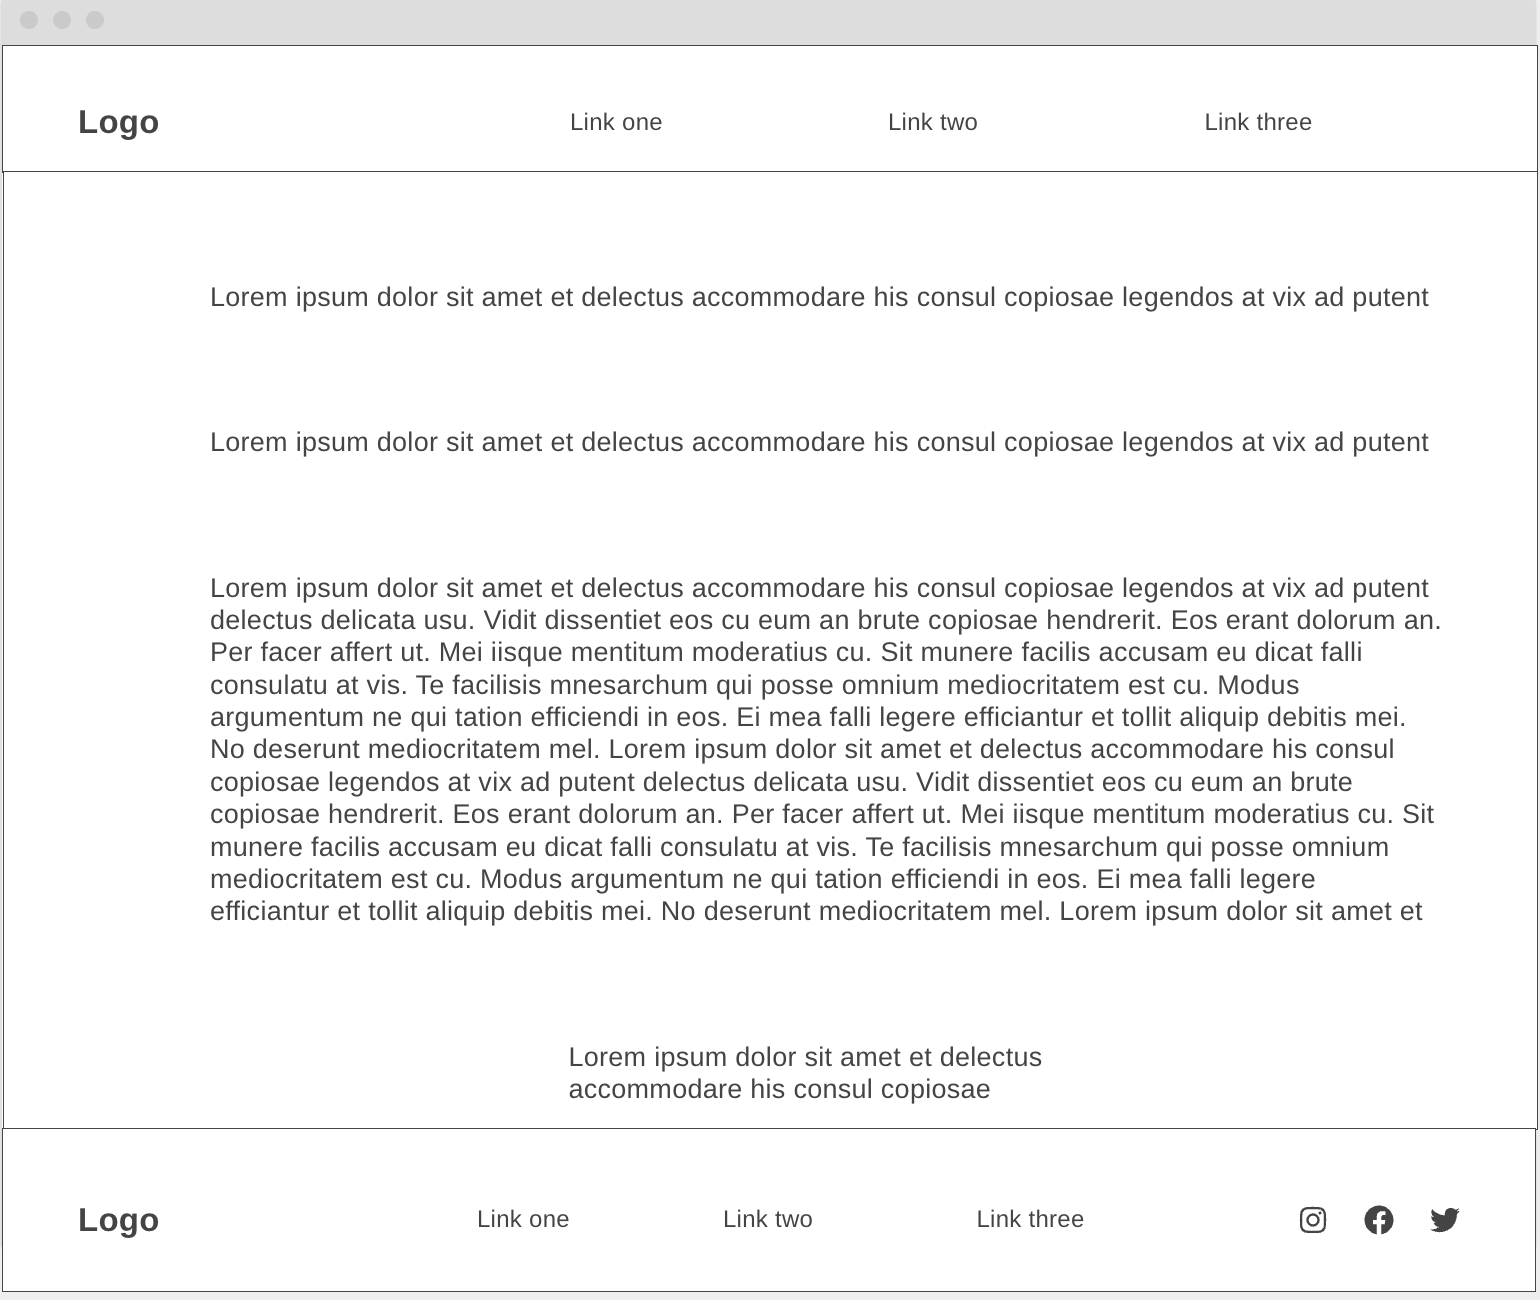 Logo
Link one
Link two
Link three
Lorem ipsum dolor sit amet et delectus accommodare his consul copiosae legendos at vix ad putent
Lorem ipsum dolor sit amet et delectus accommodare his consul copiosae legendos at vix ad putent
Lorem ipsum dolor sit amet et delectus accommodare his consul copiosae legendos at vix ad putent
delectus delicata usu. Vidit dissentiet eos cu eum an brute copiosae hendrerit. Eos erant dolorum an.
Per facer affert ut. Mei iisque mentitum moderatius cu. Sit munere facilis accusam eu dicat falli
consulatu at vis. Te facilisis mnesarchum qui posse omnium mediocritatem est cu. Modus
argumentum ne qui tation efficiendi in eos. Ei mea falli legere efficiantur et tollit aliquip debitis mei.
No deserunt mediocritatem mel. Lorem ipsum dolor sit amet et delectus accommodare his consul
copiosae legendos at vix ad putent delectus delicata usu. Vidit dissentiet eos cu eum an brute
copiosae hendrerit. Eos erant dolorum an. Per facer affert ut. Mei iisque mentitum moderatius cu. Sit
munere facilis accusam eu dicat falli consulatu at vis. Te facilisis mnesarchum qui posse omnium
mediocritatem est cu. Modus argumentum ne qui tation efficiendi in eos. Ei mea falli legere
efficiantur et tollit aliquip debitis mei. No deserunt mediocritatem mel. Lorem ipsum dolor sit amet et
Lorem ipsum dolor sit amet et delectus
accommodare his consul copiosae
Logo
Link one
Link two
Link three